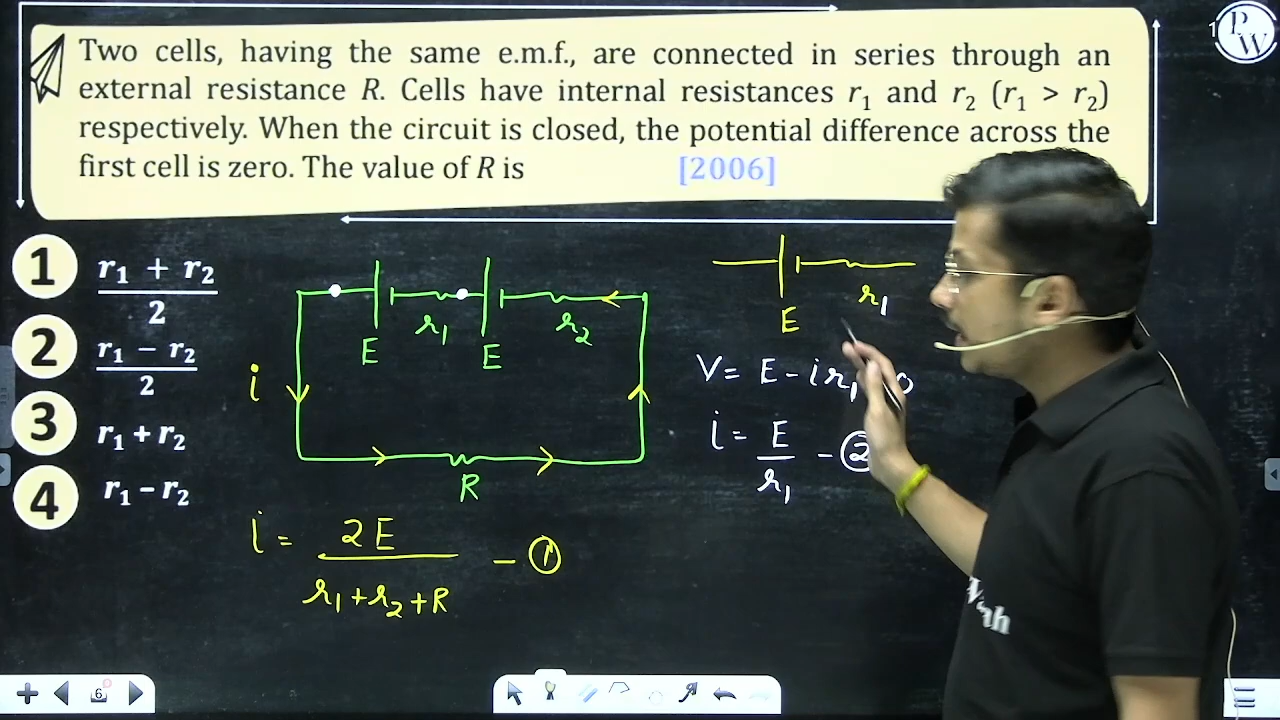 Two cells, having the same e.m.f., are connected in series through an
external resistance R. Cells have internal resistances r₁ and r₂ (r₁ > r₂)
respectively. When the circuit is closed, the potential difference across the
first cell is zero. The value of R is [2006]
PW
1 (r₁ + r₂)/2
2 (r₁ − r₂)/2
3 r₁ + r₂
4 r₁ − r₂
E r₁ E r₂
i
R
i = 2E/(r₁+r₂+R) – ①
E r₁
V = E - ir₁ 0
i = E/r₁ – ②
6